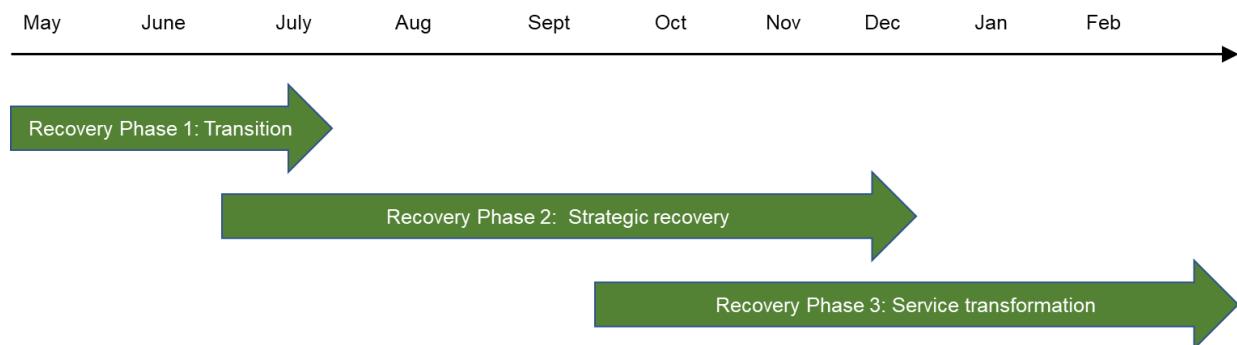 May June July Aug Sept Oct Nov Dec Jan Feb
Recovery Phase 1: Transition
Recovery Phase 2:  Strategic recovery
Recovery Phase 3: Service transformation